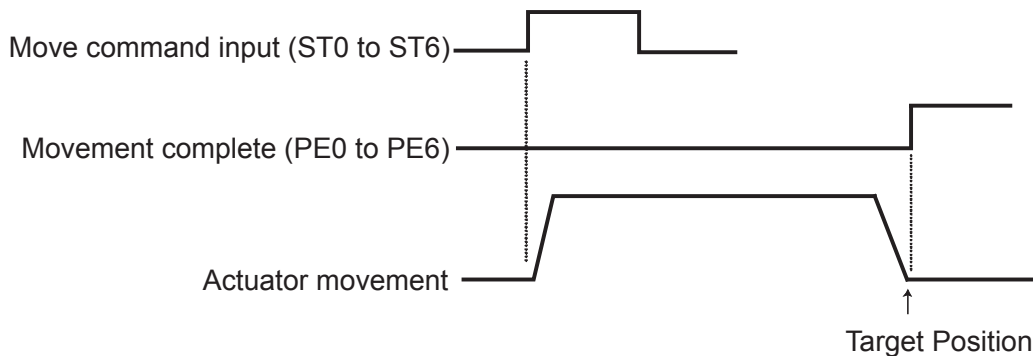 Move command input (ST0 to ST6)
Movement complete (PE0 to PE6)
Actuator movement
Target Position